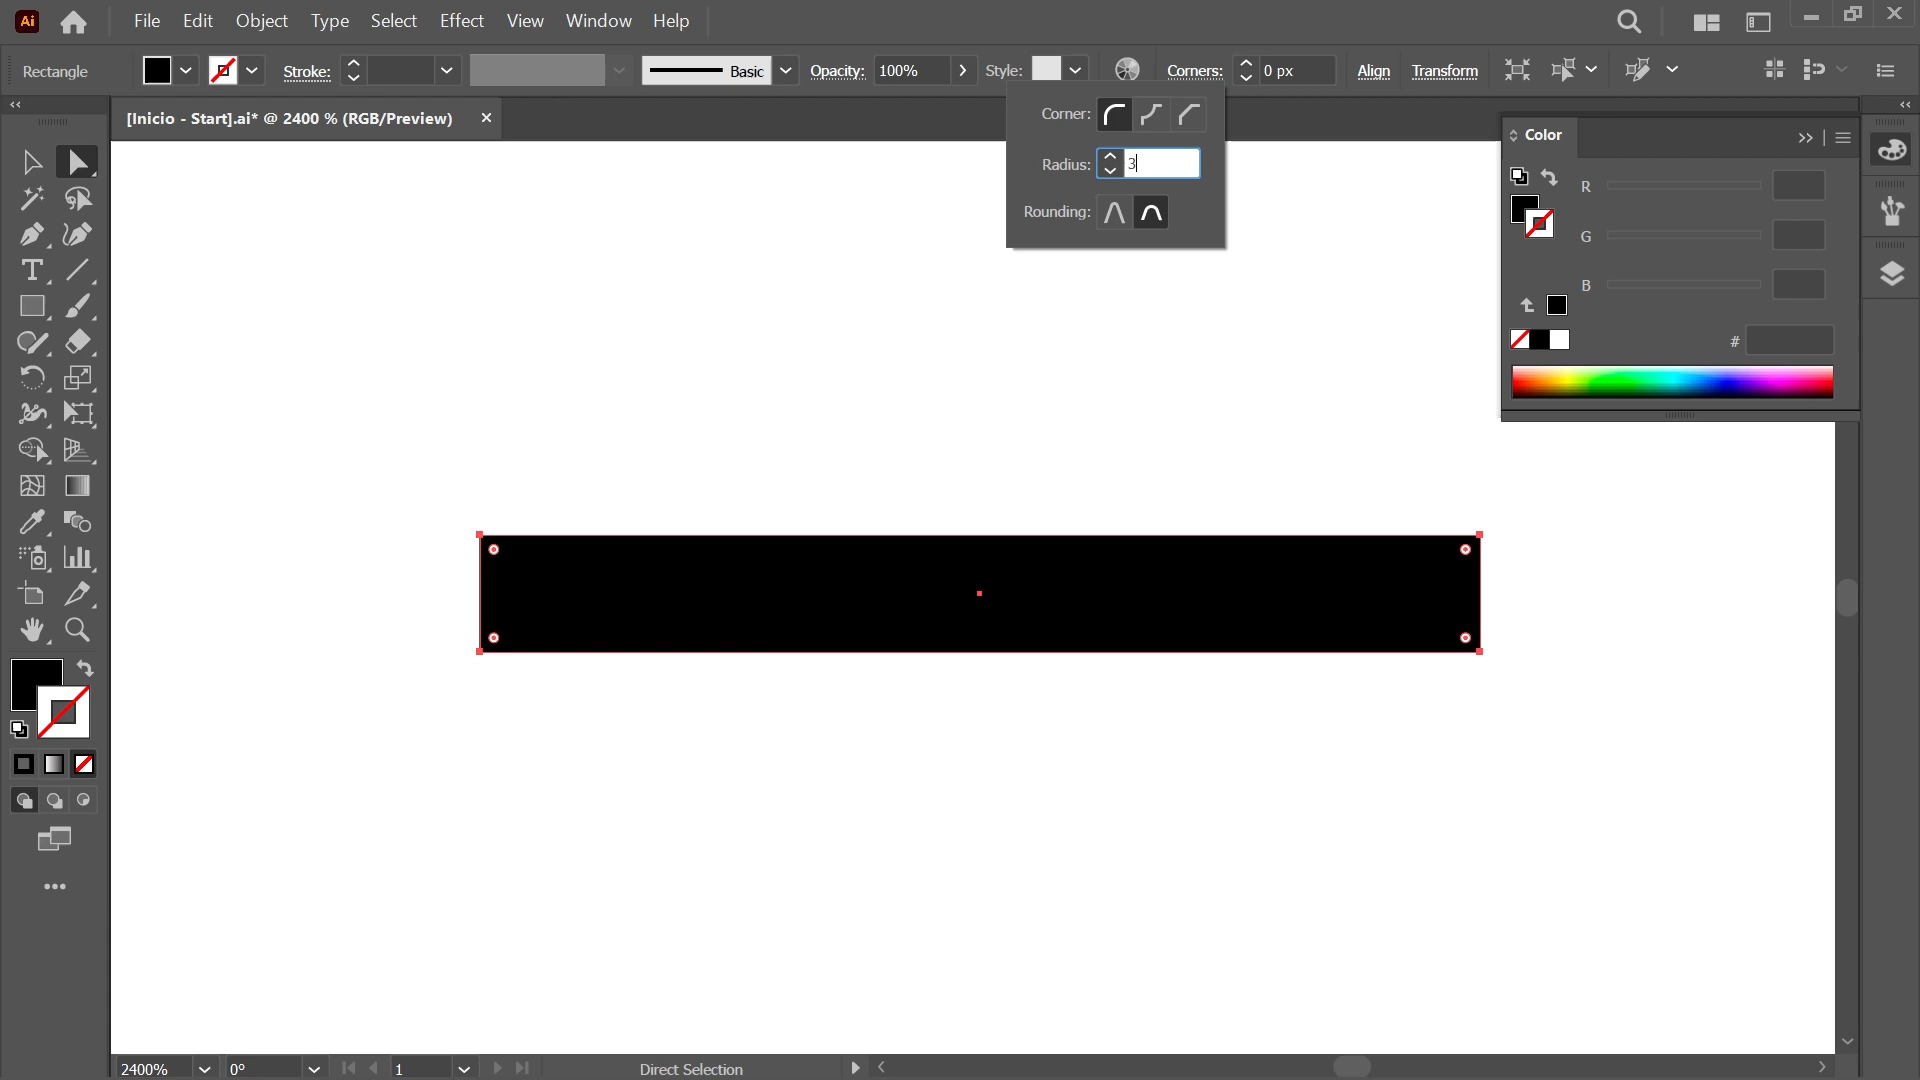 Ai File Edit Object Type Select Effect View Window Help
Rectangle Stroke: Basic Opacity: 100% Style: Corners: 0 px Align Transform
[Inicio - Start].ai* @ 2400 % (RGB/Preview)
Corner:
Radius: 3
Rounding:
Color
R
G
B
#
2400% 0° 1 Direct Selection